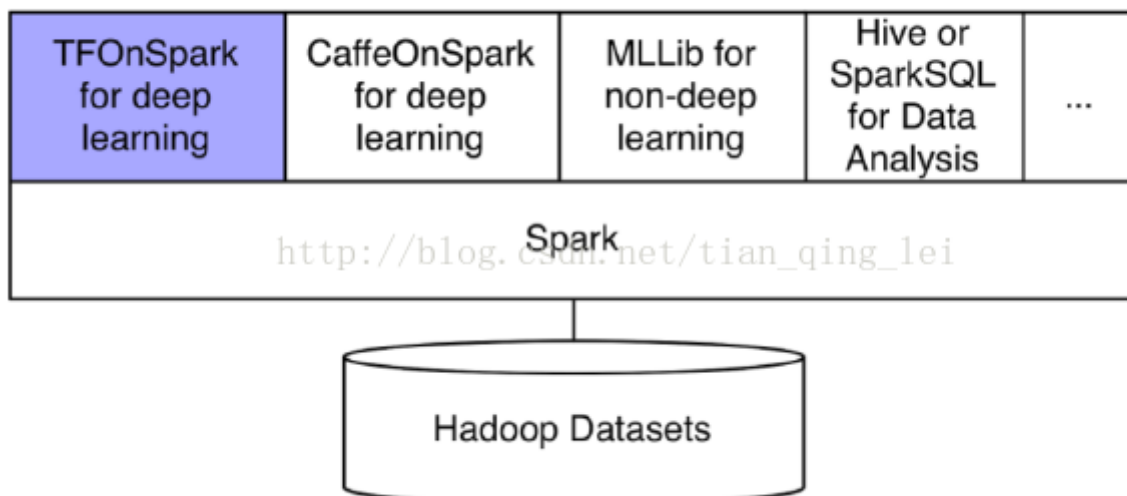 TFOnSpark
for deep
learning
CaffeOnSpark
for deep
learning
MLLib for
non-deep
learning
Hive or
SparkSQL
for Data
Analysis
...
Spark
http://blog.csdn.net/tian_qing_lei
Hadoop Datasets